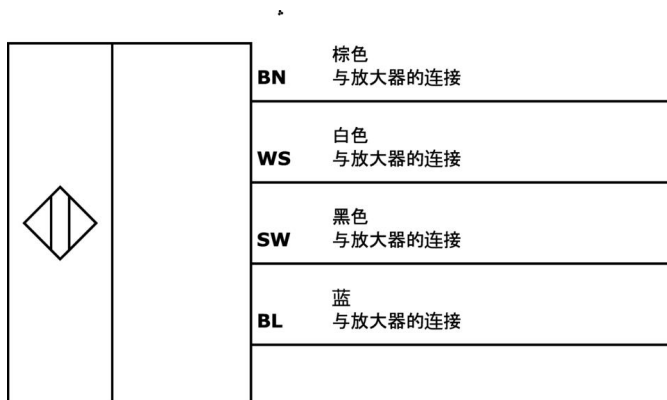 棕色
BN 与放大器的连接
白色
WS 与放大器的连接
黑色
SW 与放大器的连接
蓝
BL 与放大器的连接